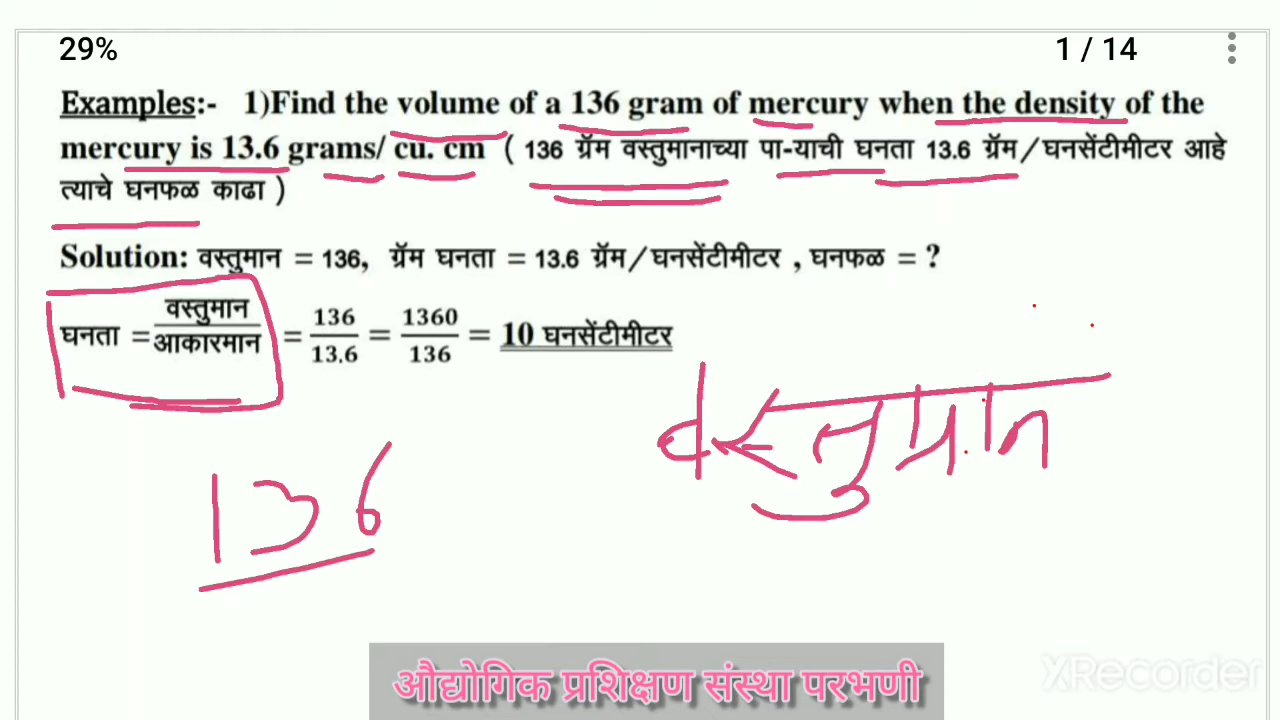 29%
1 / 14
Examples:- 1)Find the volume of a 136 gram of mercury when the density of the
mercury is 13.6 grams/ cu. cm ( 136 ग्रॅम वस्तुमानाच्या पा-याची घनता 13.6 ग्रॅम/घनसेंटीमीटर आहे
त्याचे घनफळ काढा )
Solution: वस्तुमान = 136, ग्रॅम घनता = 13.6 ग्रॅम/घनसेंटीमीटर , घनफळ = ?
घनता = वस्तुमान/आकारमान = 136/13.6 = 1360/136 = 10 घनसेंटीमीटर
वस्तुमान
136
औद्योगिक प्रशिक्षण संस्था परभणी
XRecorder